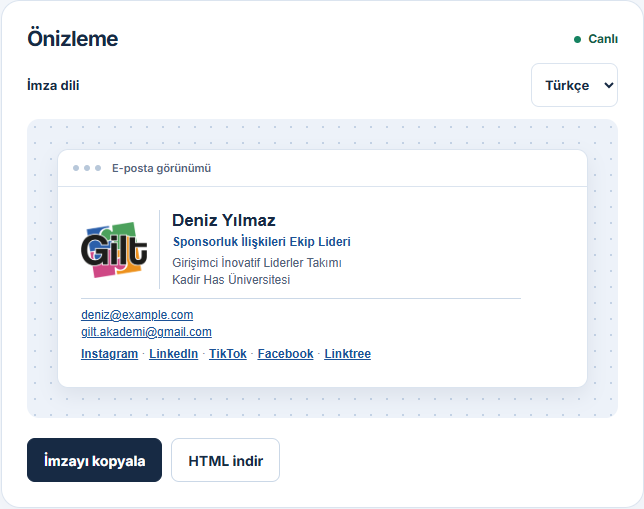 Önizleme
Canlı
İmza dili
Türkçe
E-posta görünümü
Gilt
Deniz Yılmaz
Sponsorluk İlişkileri Ekip Lideri
Girişimci İnovatif Liderler Takımı
Kadir Has Üniversitesi
deniz@example.com
gilt.akademi@gmail.com
Instagram · LinkedIn · TikTok · Facebook · Linktree
İmzayı kopyala
HTML indir